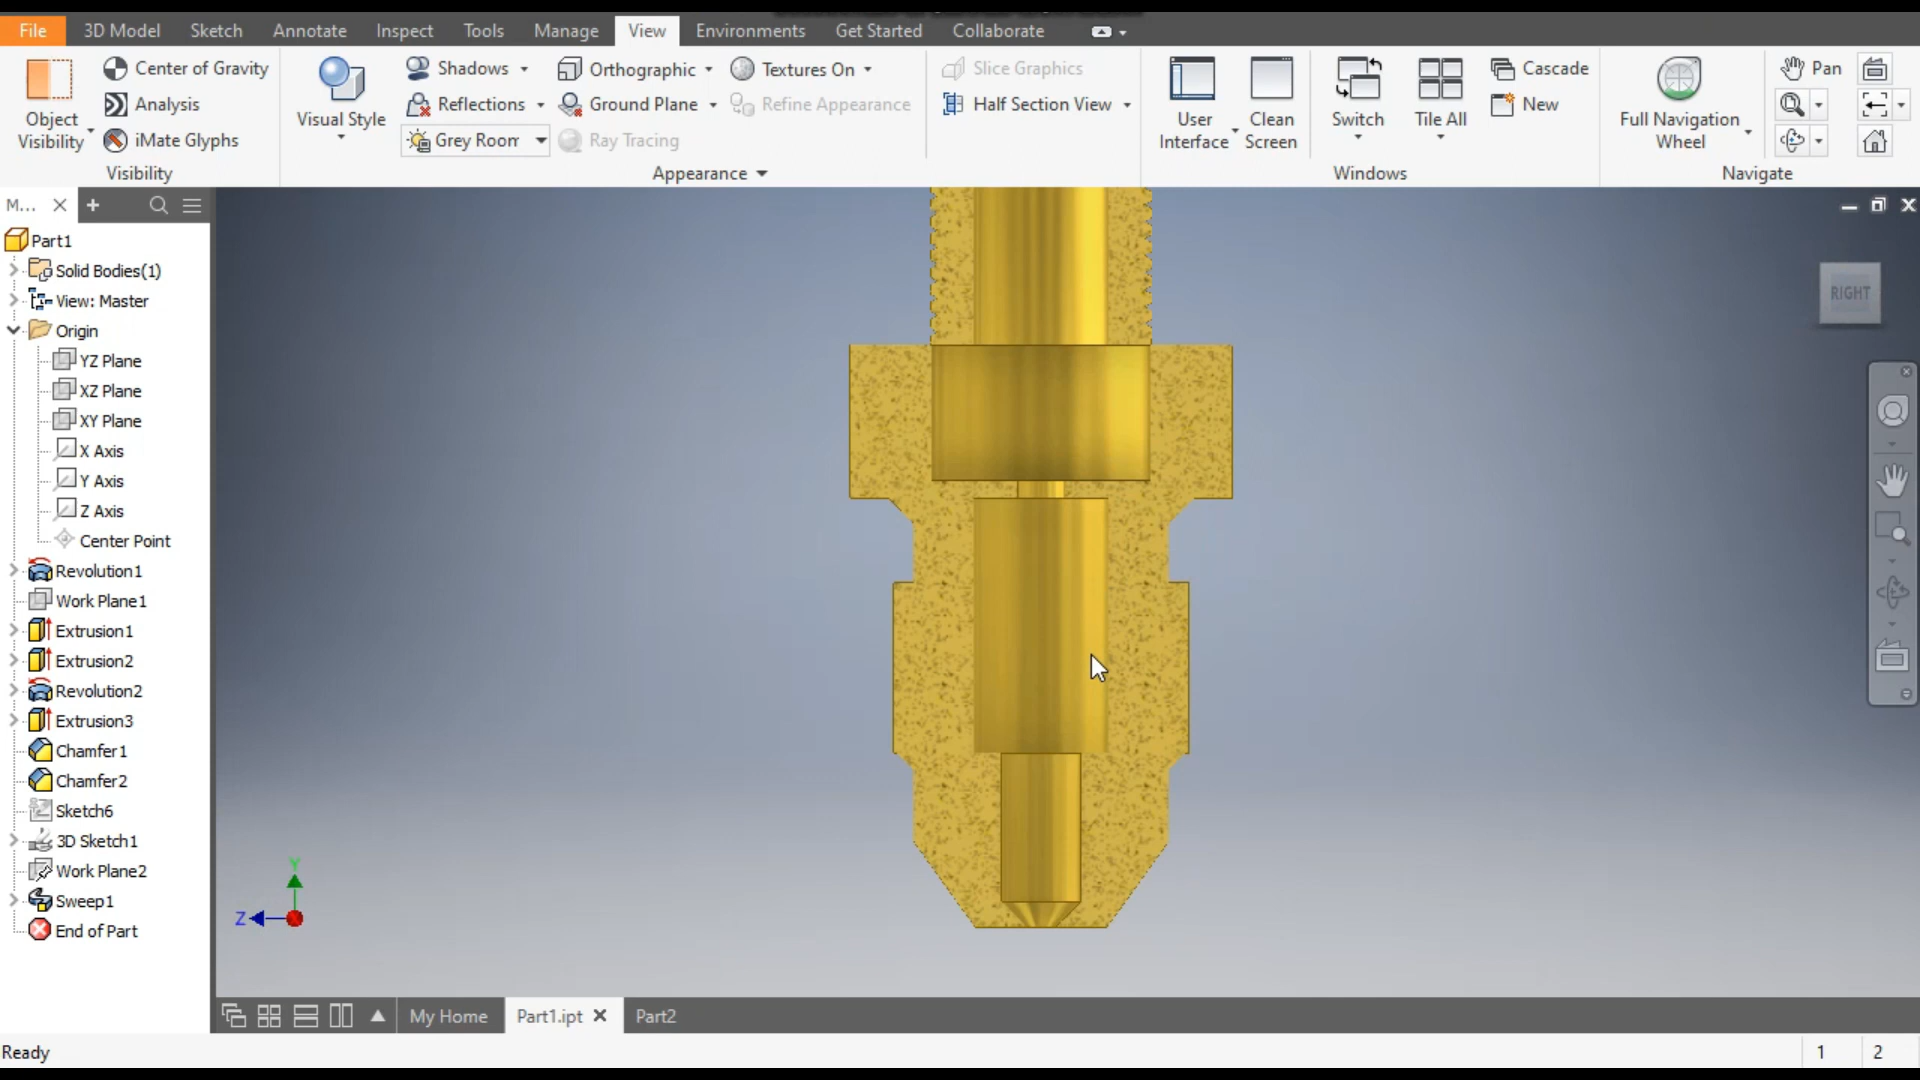 File 3D Model Sketch Annotate Inspect Tools Manage View Environments Get Started Collaborate
Object Visibility
Center of Gravity
Analysis
iMate Glyphs
Visibility
Visual Style
Shadows
Reflections
Grey Room
Orthographic
Ground Plane
Ray Tracing
Textures On
Refine Appearance
Appearance
Slice Graphics
Half Section View
User Interface
Clean Screen
Switch
Tile All
Cascade
New
Windows
Full Navigation Wheel
Pan
Navigate
M...
Part1
Solid Bodies(1)
View: Master
Origin
YZ Plane
XZ Plane
XY Plane
X Axis
Y Axis
Z Axis
Center Point
Revolution1
Work Plane1
Extrusion1
Extrusion2
Revolution2
Extrusion3
Chamfer1
Chamfer2
Sketch6
3D Sketch1
Work Plane2
Sweep1
End of Part
RIGHT
Y
Z
My Home Part1.ipt Part2
Ready 1 2